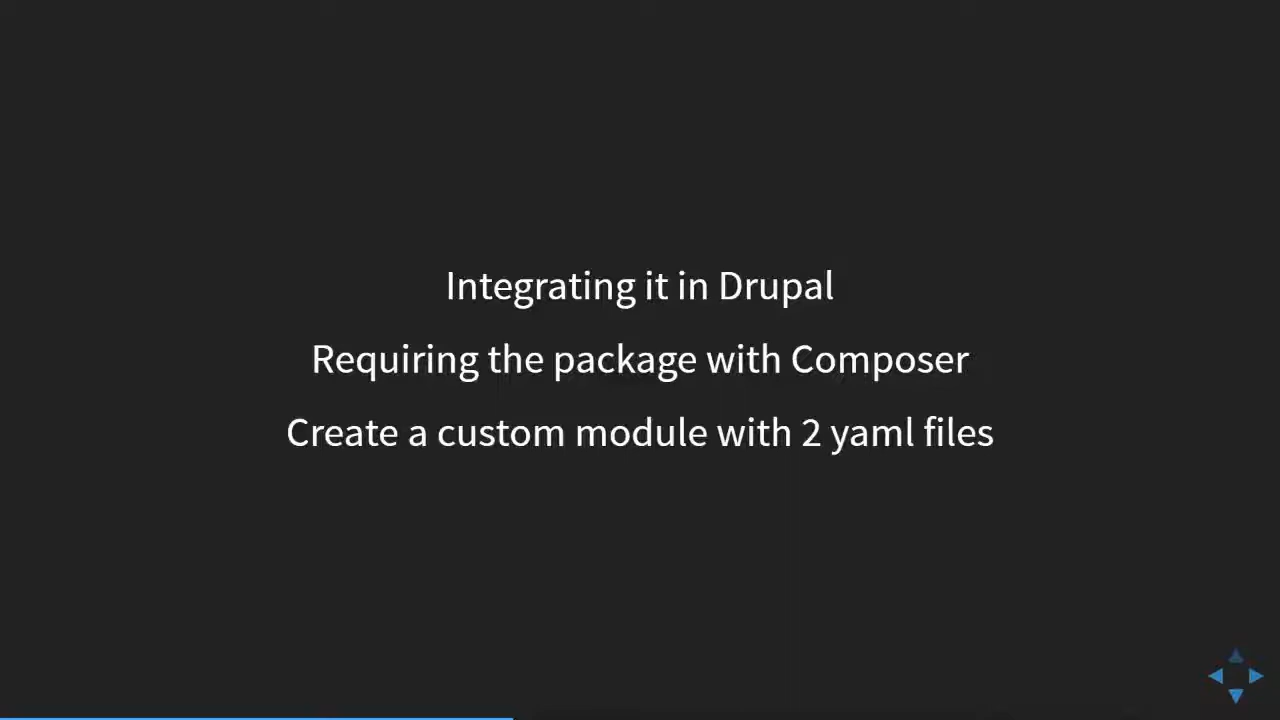 Integrating it in Drupal
Requiring the package with Composer
Create a custom module with 2 yaml files